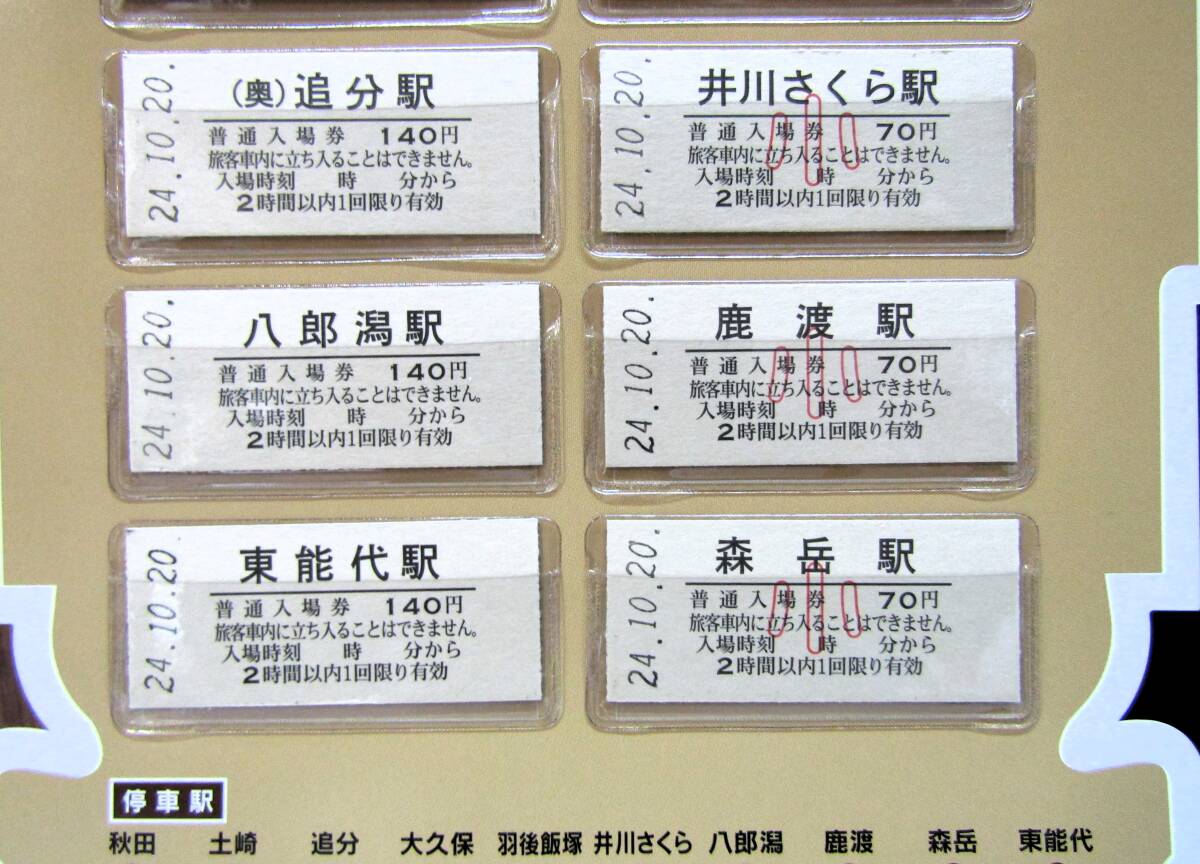 24.10.20.
(奥)追分駅
普通入場券 140円
旅客車内に立ち入ることはできません。
入場時刻 時 分から
2時間以内1回限り有効
24.10.20.
井川さくら駅
小
普通入場券 70円
旅客車内に立ち入ることはできません。
入場時刻 時 分から
2時間以内1回限り有効
24.10.20.
八郎潟駅
普通入場券 140円
旅客車内に立ち入ることはできません。
入場時刻 時 分から
2時間以内1回限り有効
24.10.20.
鹿渡駅
小
普通入場券 70円
旅客車内に立ち入ることはできません。
入場時刻 時 分から
2時間以内1回限り有効
24.10.20
東能代駅
普通入場券 140円
旅客車内に立ち入ることはできません。
入場時刻 時 分から
2時間以内1回限り有効
24.10.20.
森岳駅
小
普通入場券 70円
旅客車内に立ち入ることはできません。
入場時刻 時 分から
2時間以内1回限り有効
停車駅
秋田 土崎 追分 大久保 羽後飯塚 井川さくら 八郎潟 鹿渡 森岳 東能代